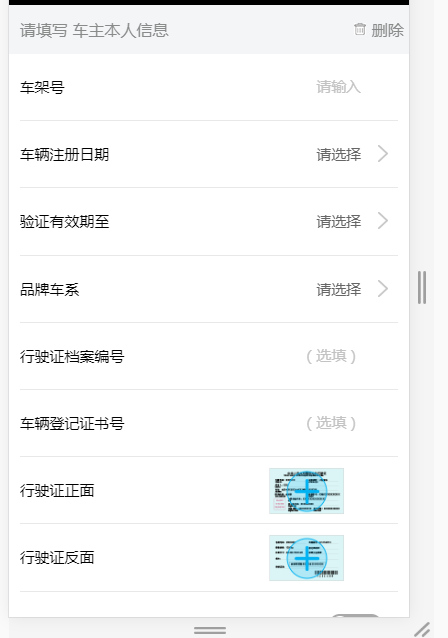 请填写 车主本人信息 删除
车架号 请输入
车辆注册日期 请选择
验证有效期至 请选择
品牌车系 请选择
行驶证档案编号 （选填）
车辆登记证书号 （选填）
行驶证正面
行驶证反面